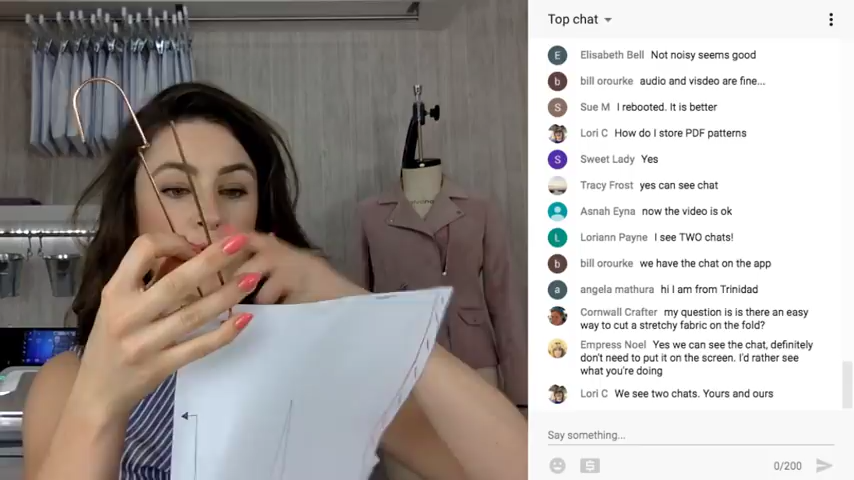 Top chat
Elisabeth Bell Not noisy seems good
bill orourke audio and visdeo are fine...
Sue M I rebooted. It is better
Lori C How do I store PDF patterns
Sweet Lady Yes
Tracy Frost yes can see chat
Asnah Eyna now the video is ok
Loriann Payne I see TWO chats!
bill orourke we have the chat on the app
angela mathura hi I am from Trinidad
Cornwall Crafter my question is is there an easy
way to cut a stretchy fabric on the fold?
Empress Noel Yes we can see the chat, definitely
don't need to put it on the screen. I'd rather see
what you're doing
Lori C We see two chats. Yours and ours
Say something...
0/200